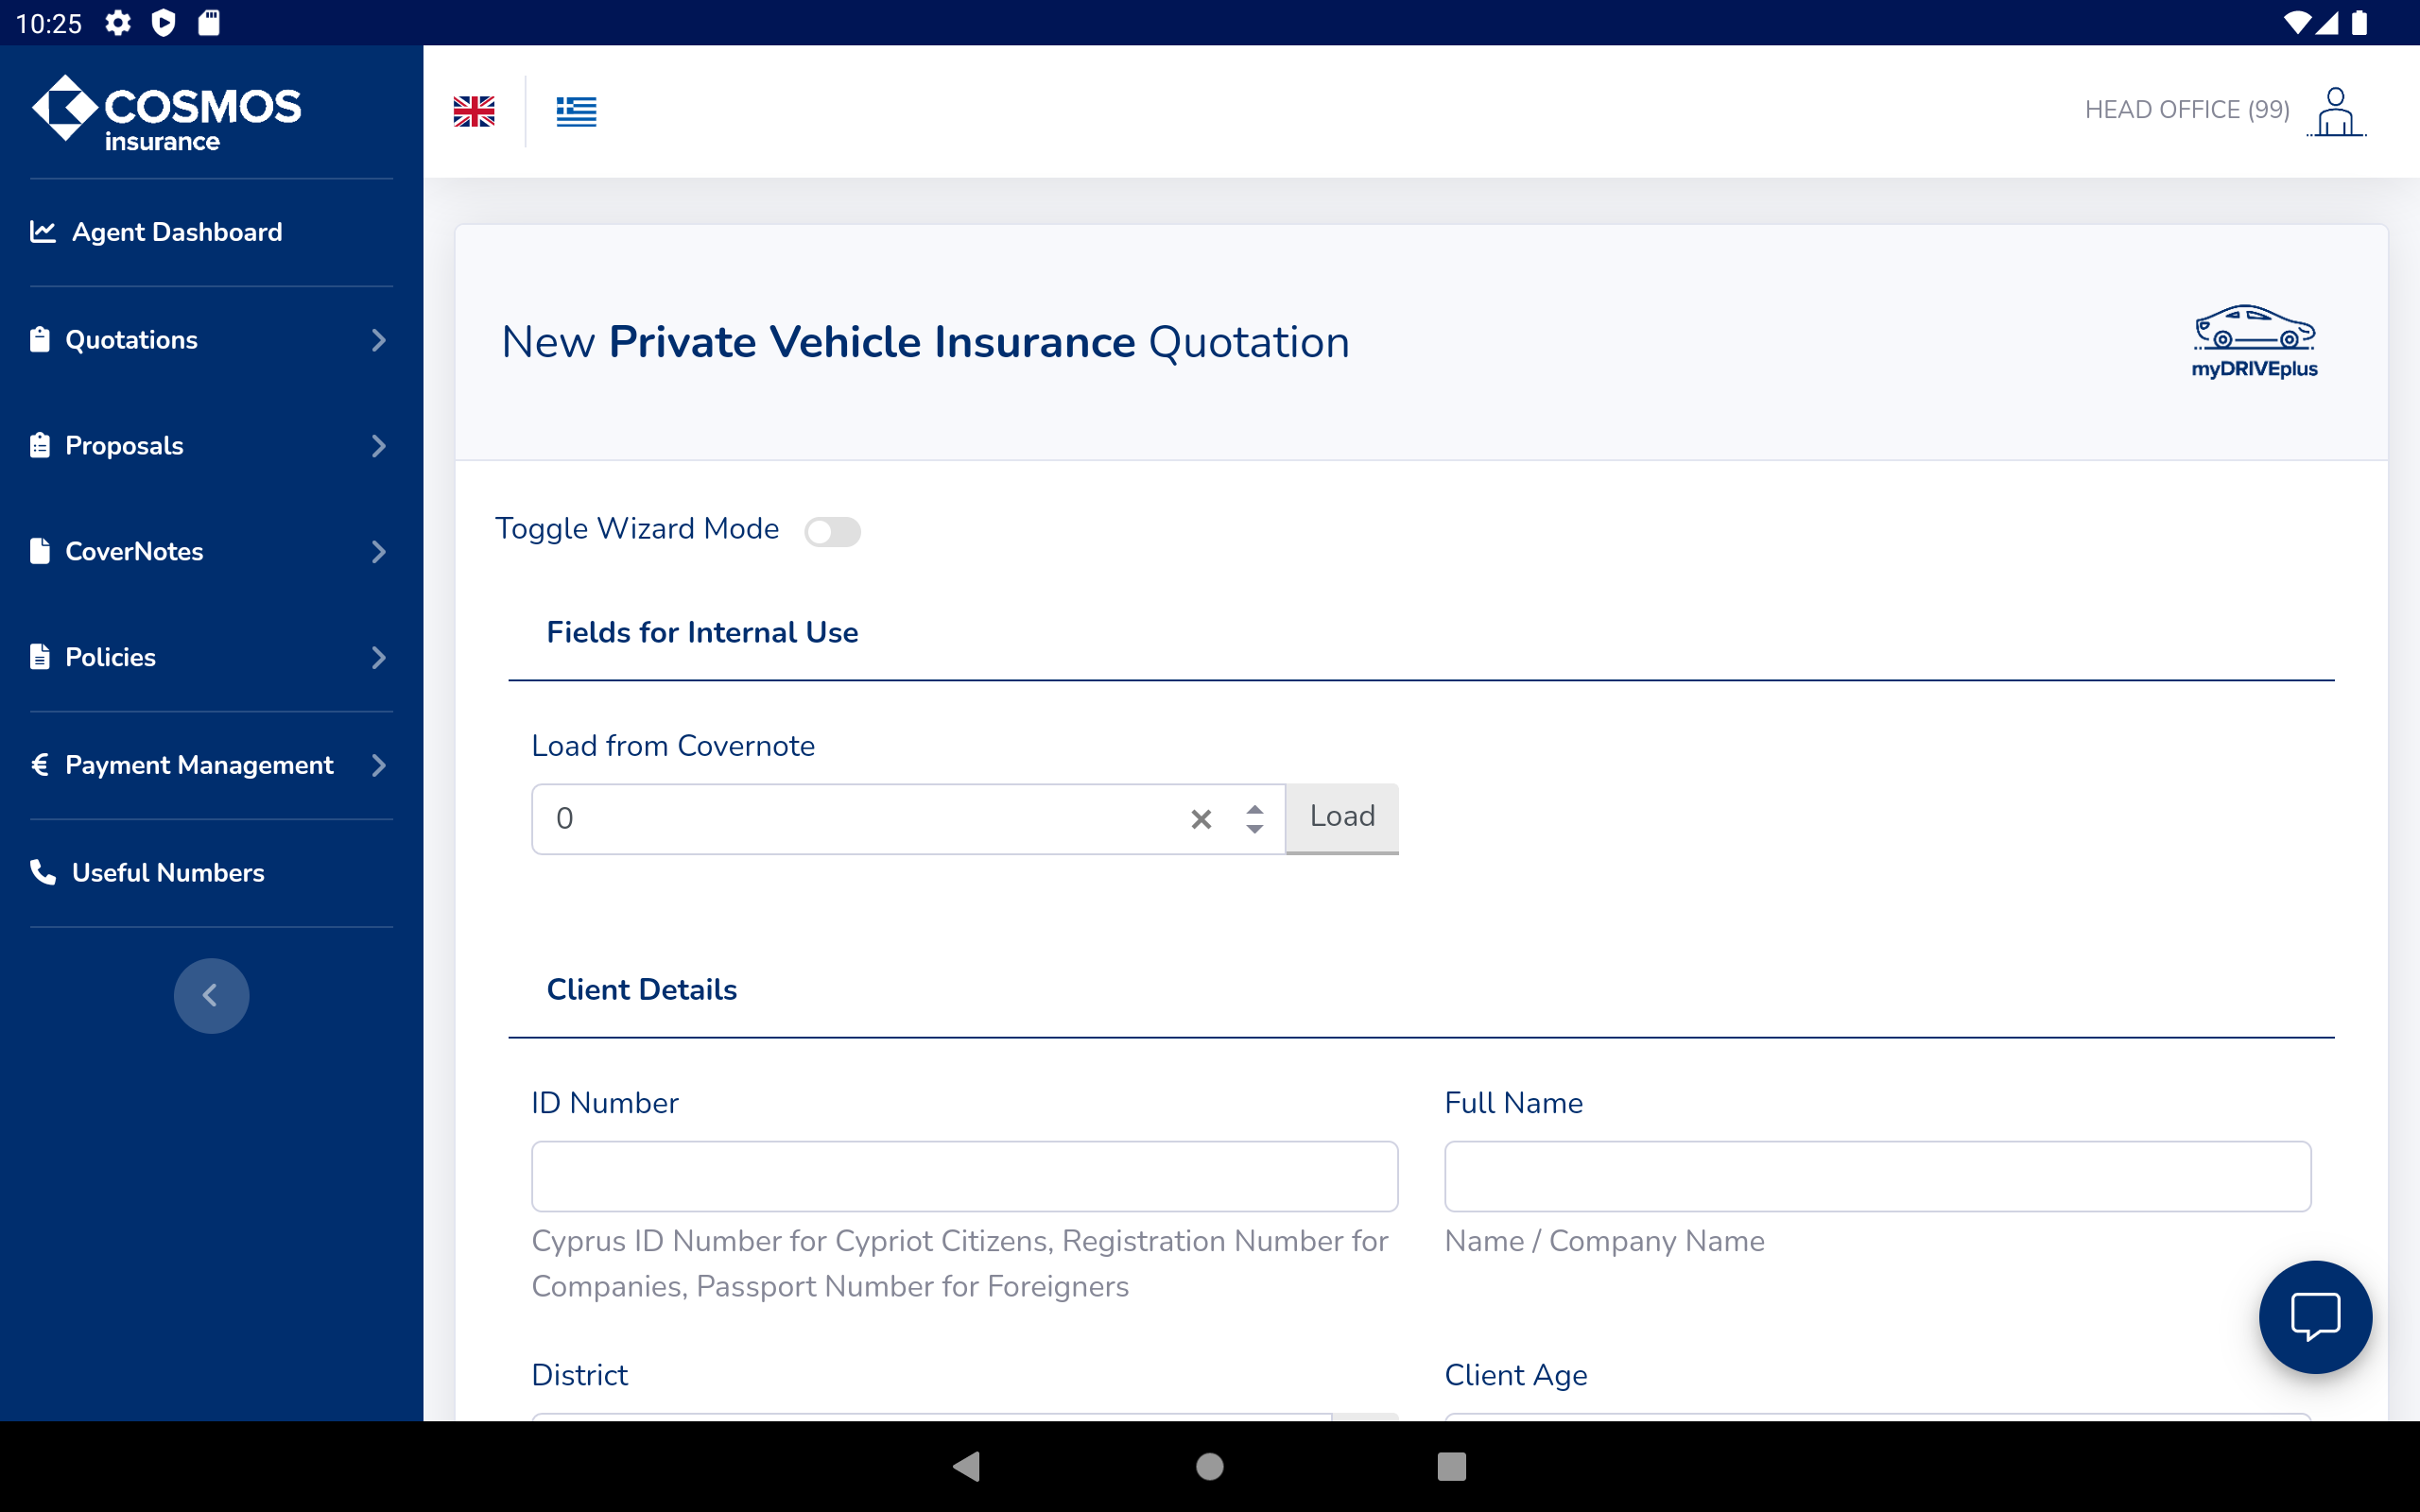 10:25
COSMOS
insurance
HEAD OFFICE (99)
Agent Dashboard
Quotations
Proposals
CoverNotes
Policies
Payment Management
Useful Numbers
New Private Vehicle Insurance Quotation
myDRIVEplus
Toggle Wizard Mode
Fields for Internal Use
Load from Covernote
0
Load
Client Details
ID Number
Cyprus ID Number for Cypriot Citizens, Registration Number for
Companies, Passport Number for Foreigners
Full Name
Name / Company Name
District
Client Age